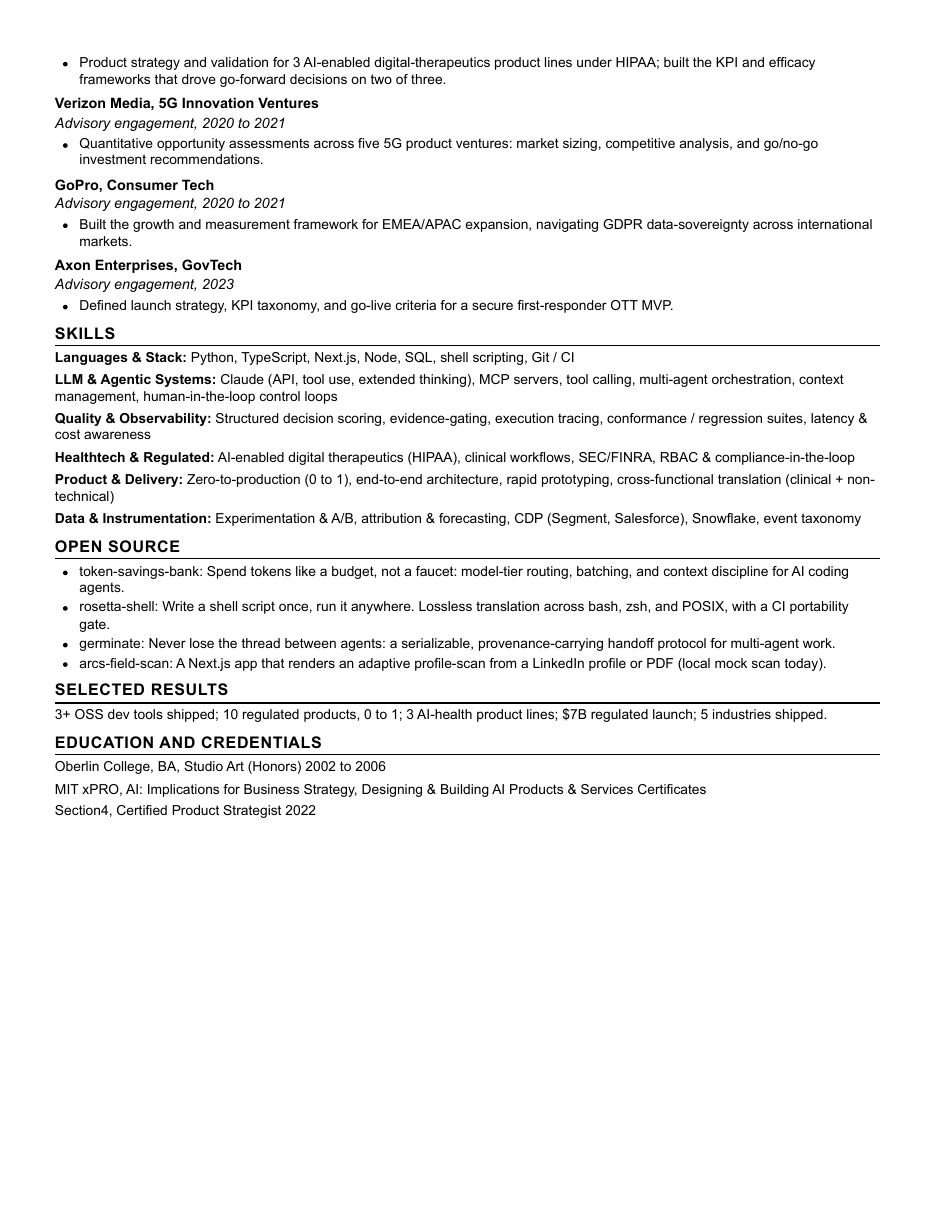 • Product strategy and validation for 3 AI-enabled digital-therapeutics product lines under HIPAA; built the KPI and efficacy
frameworks that drove go-forward decisions on two of three.
Verizon Media, 5G Innovation Ventures
Advisory engagement, 2020 to 2021
• Quantitative opportunity assessments across five 5G product ventures: market sizing, competitive analysis, and go/no-go
investment recommendations.
GoPro, Consumer Tech
Advisory engagement, 2020 to 2021
• Built the growth and measurement framework for EMEA/APAC expansion, navigating GDPR data-sovereignty across international
markets.
Axon Enterprises, GovTech
Advisory engagement, 2023
• Defined launch strategy, KPI taxonomy, and go-live criteria for a secure first-responder OTT MVP.
SKILLS
Languages & Stack: Python, TypeScript, Next.js, Node, SQL, shell scripting, Git / CI
LLM & Agentic Systems: Claude (API, tool use, extended thinking), MCP servers, tool calling, multi-agent orchestration, context
management, human-in-the-loop control loops
Quality & Observability: Structured decision scoring, evidence-gating, execution tracing, conformance / regression suites, latency &
cost awareness
Healthtech & Regulated: AI-enabled digital therapeutics (HIPAA), clinical workflows, SEC/FINRA, RBAC & compliance-in-the-loop
Product & Delivery: Zero-to-production (0 to 1), end-to-end architecture, rapid prototyping, cross-functional translation (clinical + non-
technical)
Data & Instrumentation: Experimentation & A/B, attribution & forecasting, CDP (Segment, Salesforce), Snowflake, event taxonomy
OPEN SOURCE
• token-savings-bank: Spend tokens like a budget, not a faucet: model-tier routing, batching, and context discipline for AI coding
agents.
• rosetta-shell: Write a shell script once, run it anywhere. Lossless translation across bash, zsh, and POSIX, with a CI portability
gate.
• germinate: Never lose the thread between agents: a serializable, provenance-carrying handoff protocol for multi-agent work.
• arcs-field-scan: A Next.js app that renders an adaptive profile-scan from a LinkedIn profile or PDF (local mock scan today).
SELECTED RESULTS
3+ OSS dev tools shipped; 10 regulated products, 0 to 1; 3 AI-health product lines; $7B regulated launch; 5 industries shipped.
EDUCATION AND CREDENTIALS
Oberlin College, BA, Studio Art (Honors) 2002 to 2006
MIT xPRO, AI: Implications for Business Strategy, Designing & Building AI Products & Services Certificates
Section4, Certified Product Strategist 2022